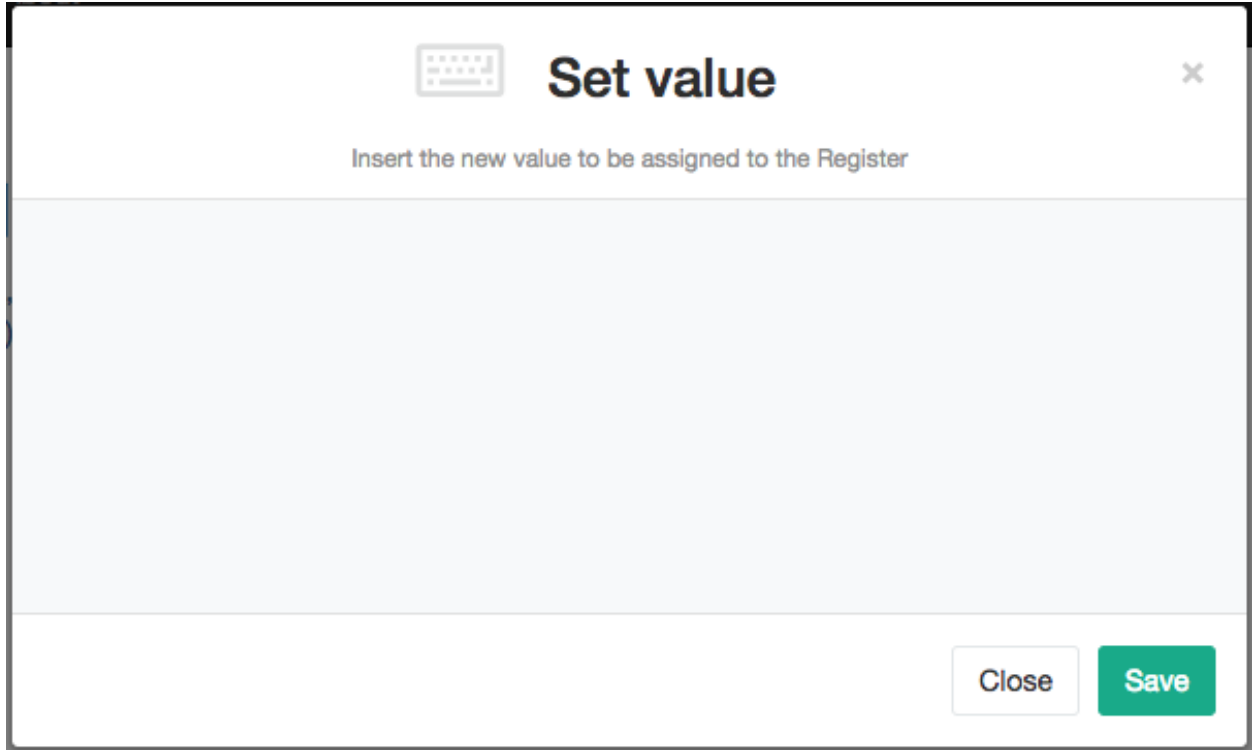 Set value
×
Insert the new value to be assigned to the Register
Close
Save